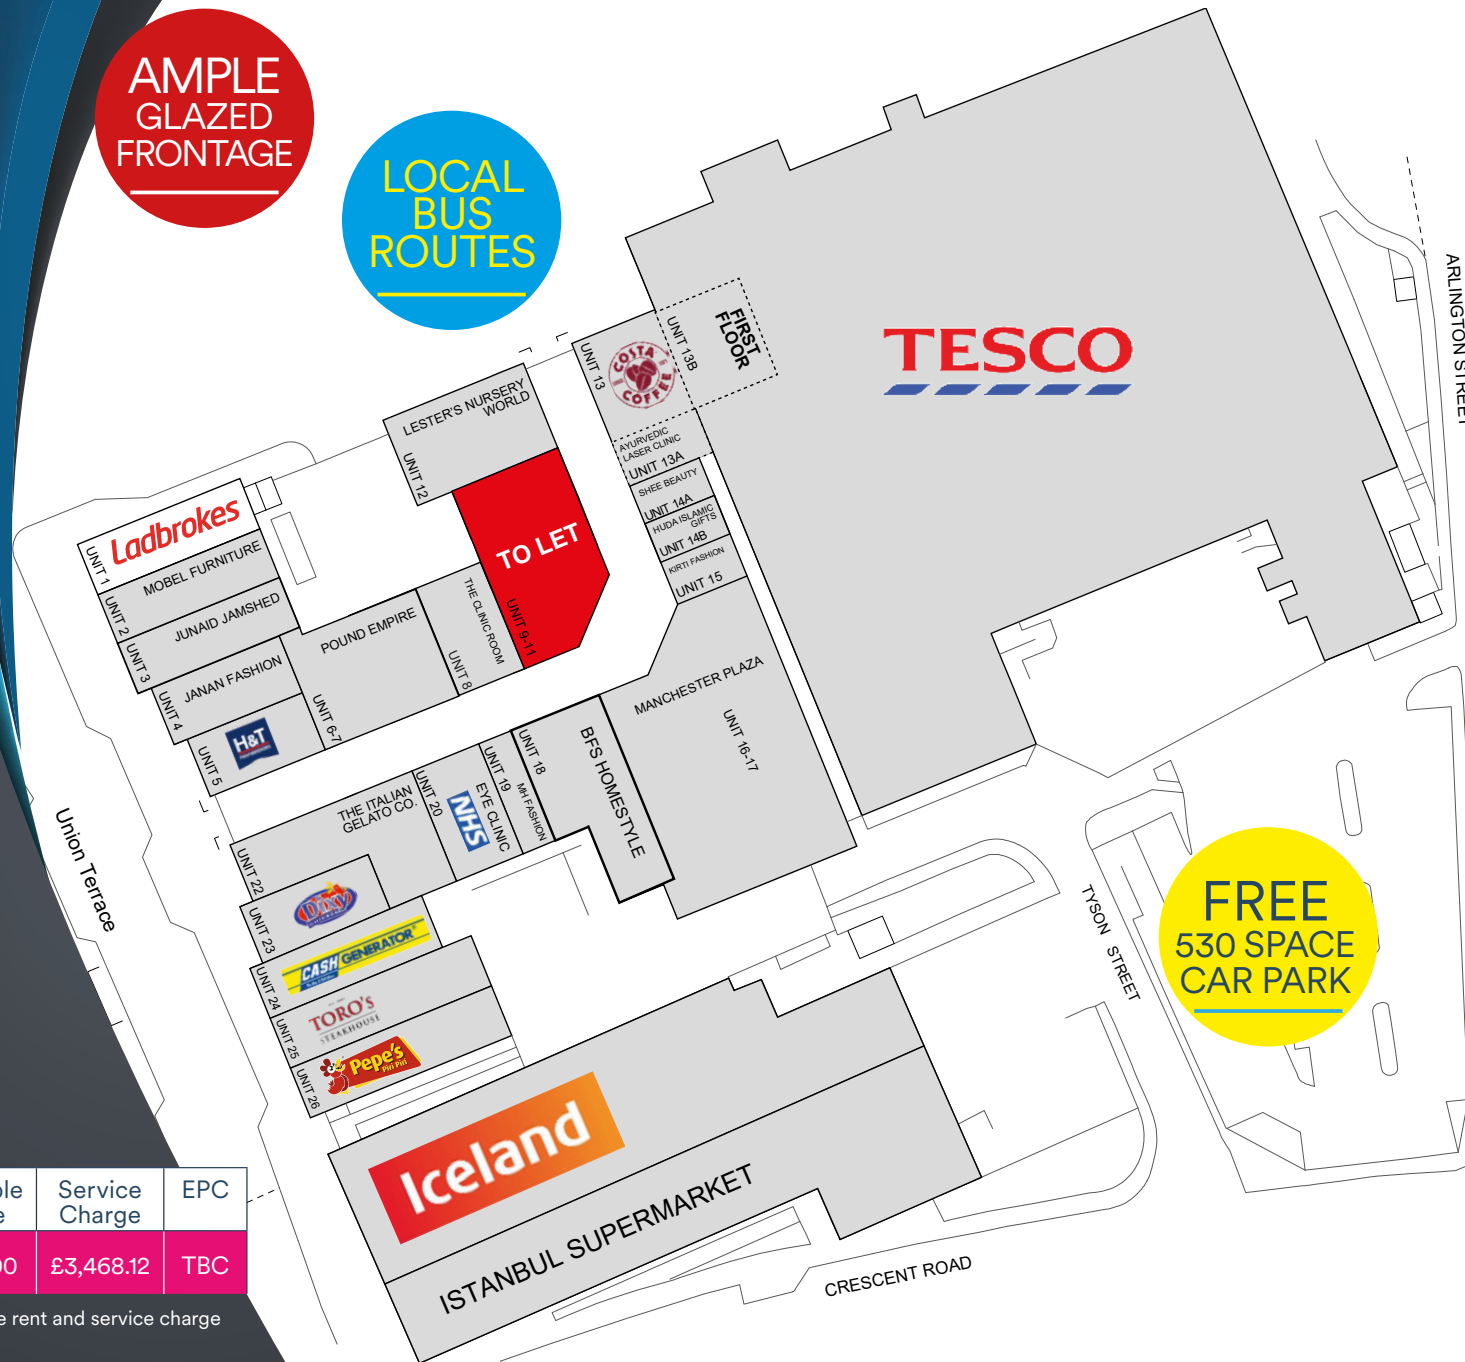 AMPLE
GLAZED
FRONTAGE
LOCAL
BUS
ROUTES
TESCO
FIRST
FLOOR
UNIT 13B
UNIT 13
COSTA
COFFEE
AYURVEDIC
LASER CLINIC
UNIT 13A
SHEE BEAUTY
UNIT 14A
HUDA ISLAMIC
GIFTS
UNIT 14B
KIRTI FASHION
UNIT 15
ARLINGTON STREET
LESTER'S NURSERY
WORLD
UNIT 12
TO LET
UNIT 9-11
Ladbrokes
UNIT 1
MOBEL FURNITURE
UNIT 2
JUNAID JAMSHED
UNIT 3
JANAN FASHION
UNIT 4
H&T
UNIT 5
POUND EMPIRE
UNIT 6-7
THE CLINIC ROOM
UNIT 8
MANCHESTER PLAZA
UNIT 16-17
BFS HOMESTYLE
UNIT 18
MH FASHION
UNIT 19
EYE CLINIC
NHS
UNIT 20
THE ITALIAN
GELATO CO.
UNIT 22
Dixy
UNIT 23
CASH GENERATOR
UNIT 24
TORO'S
STEAKHOUSE
UNIT 25
Pepe's
Piri Piri
UNIT 26
Union Terrace
Iceland
ISTANBUL SUPERMARKET
CRESCENT ROAD
TYSON STREET
FREE
530 SPACE
CAR PARK
Service
Charge
EPC
£3,468.12
TBC
rent and service charge